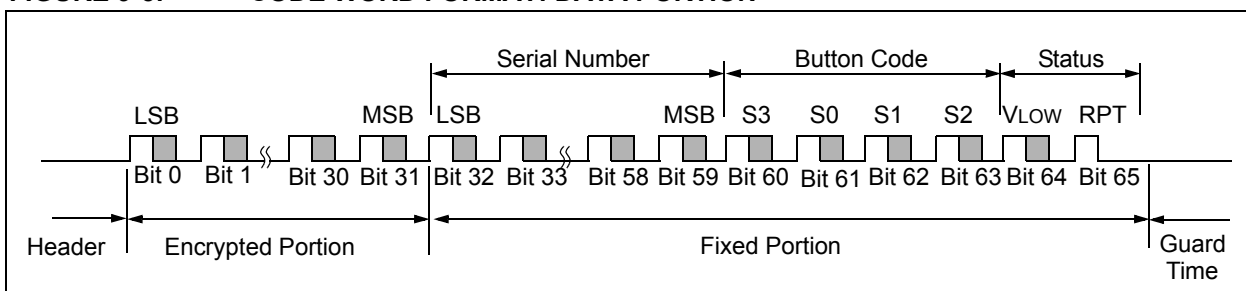 FIGURE CODE WORD FORMAT: DATA PORTION
Serial Number Button Code Status
LSB MSB LSB MSB S3 S0 S1 S2 VLOW RPT
Bit 0 Bit 1 Bit 30 Bit 31 Bit 32 Bit 33 Bit 58 Bit 59 Bit 60 Bit 61 Bit 62 Bit 63 Bit 64 Bit 65
Header Encrypted Portion Fixed Portion Guard
Time